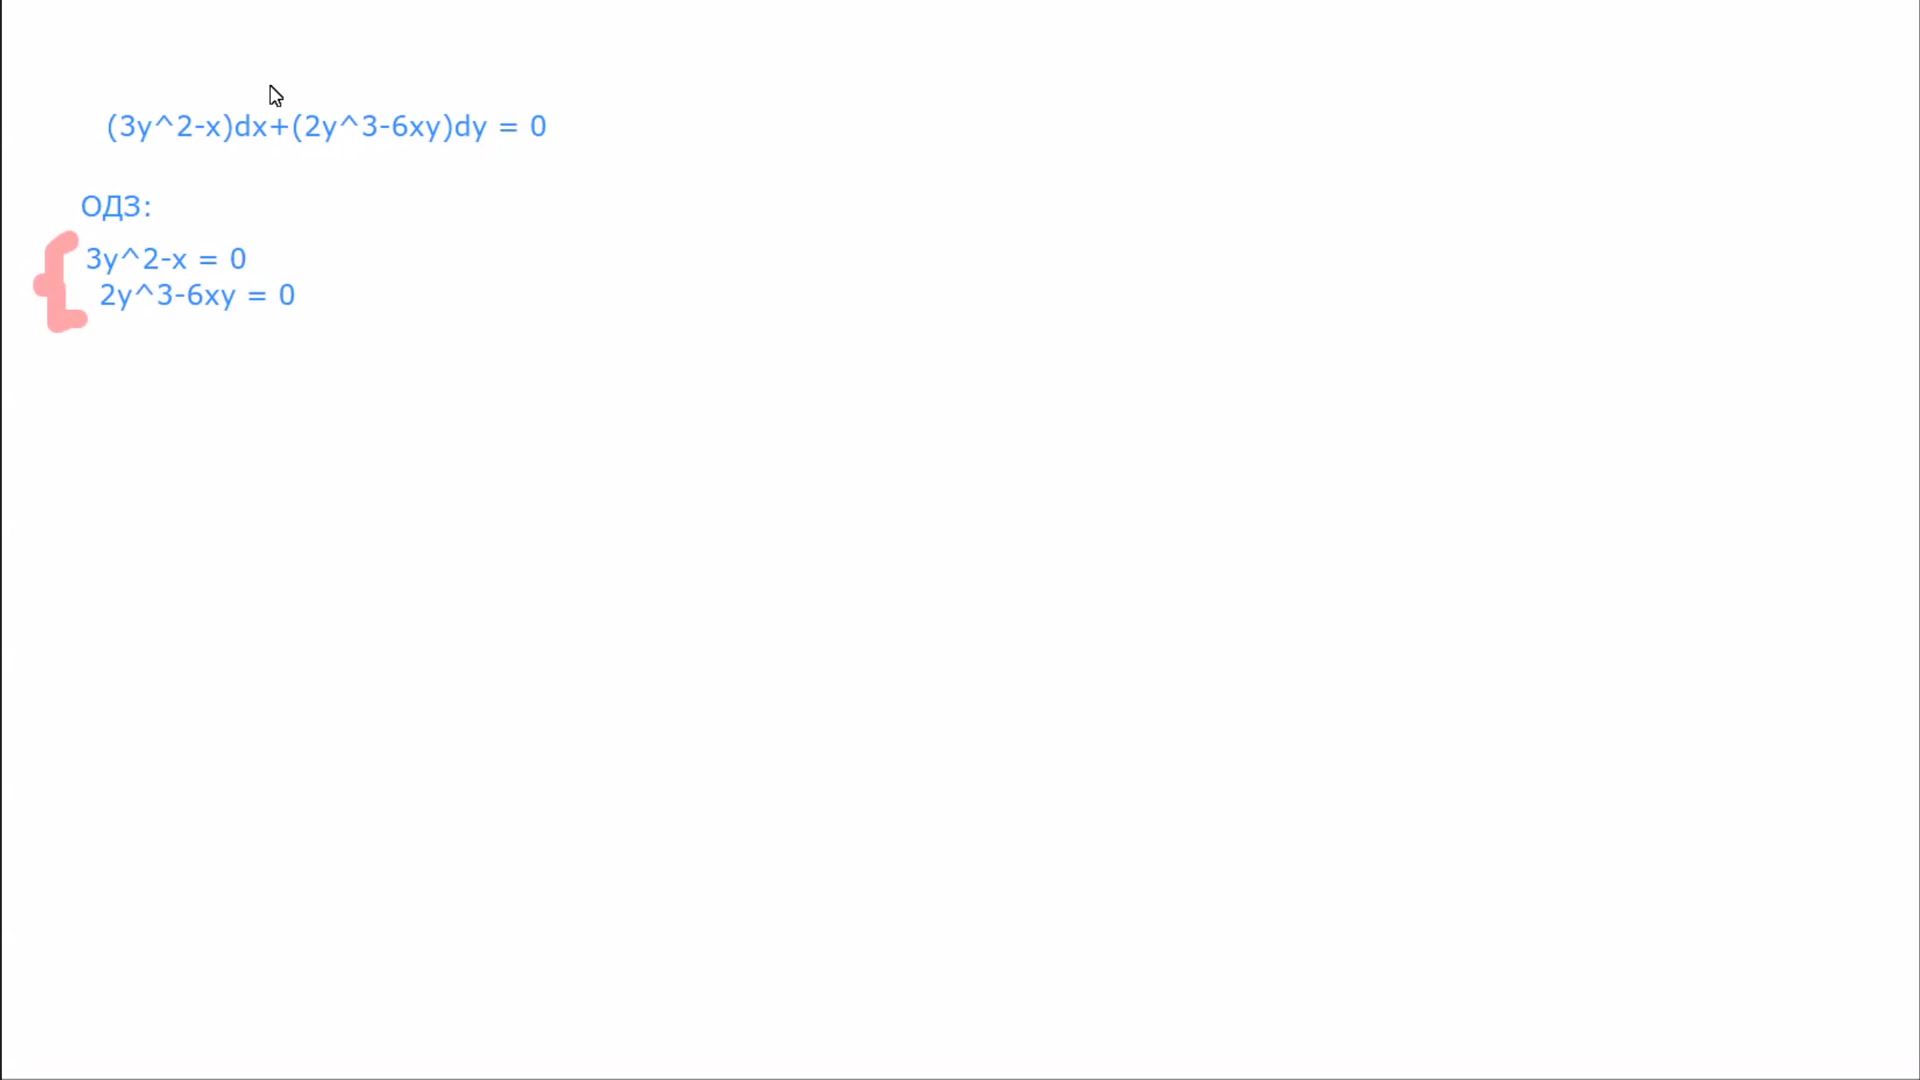 (3y^2-x)dx+(2y^3-6xy)dy = 0
ОДЗ:
3y^2-x = 0
2y^3-6xy = 0